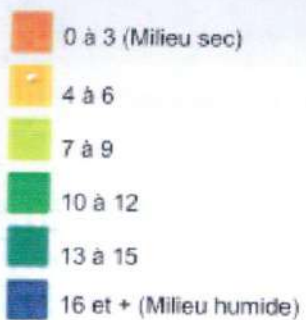 0 à 3 (Milieu sec)
4 à 6
7 à 9
10 à 12
13 à 15
16 et + (Milieu humide)